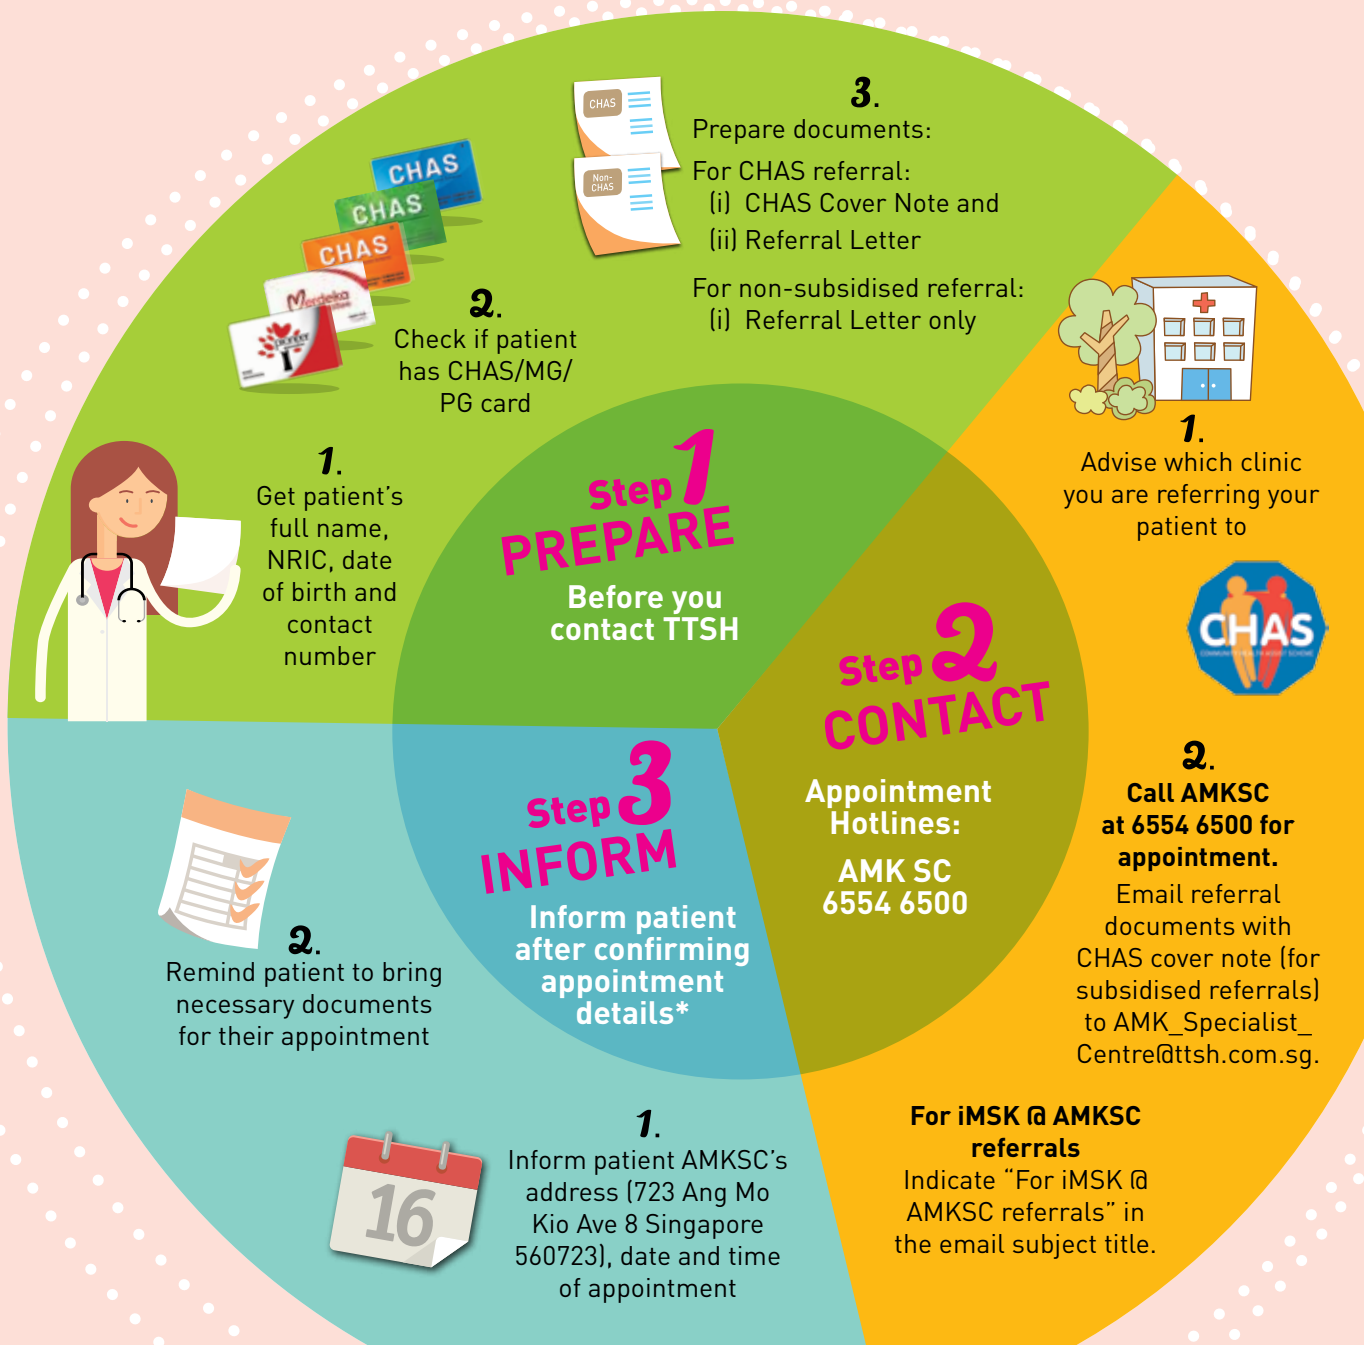 Step 1
PREPARE
Before you
contact TTSH
1.
Get patient's
full name,
NRIC, date
of birth and
contact
number
2.
Check if patient
has CHAS/MG/
PG card
CHAS
CHAS
CHAS
Merdeka
pioneer
3.
Prepare documents:
For CHAS referral:
(i) CHAS Cover Note and
(ii) Referral Letter
For non-subsidised referral:
(i) Referral Letter only
CHAS
Non-
CHAS
Step 2
CONTACT
Appointment
Hotlines:
AMK SC
6554 6500
1.
Advise which clinic
you are referring your
patient to
CHAS
COMMUNITY HEALTH ASSIST SCHEME
2.
Call AMKSC
at 6554 6500 for
appointment.
Email referral
documents with
CHAS cover note (for
subsidised referrals)
to AMK_Specialist_
Centre@ttsh.com.sg.
For iMSK @ AMKSC
referrals
Indicate “For iMSK @
AMKSC referrals” in
the email subject title.
Step 3
INFORM
Inform patient
after confirming
appointment
details*
1.
Inform patient AMKSC's
address (723 Ang Mo
Kio Ave 8 Singapore
560723), date and time
of appointment
16
2.
Remind patient to bring
necessary documents
for their appointment